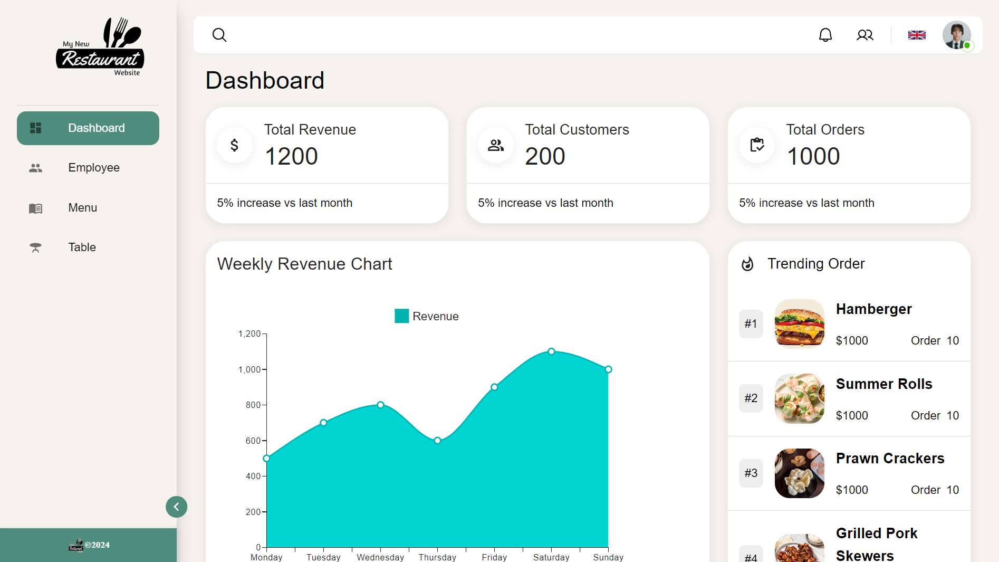 My New
Restaurant
Website
Dashboard
Employee
Menu
Table
Restaurant ©2024
Dashboard
Total Revenue
1200
5% increase vs last month
Total Customers
200
5% increase vs last month
Total Orders
1000
5% increase vs last month
Weekly Revenue Chart
Revenue
1,200
1,000
800
600
400
200
0
Monday Tuesday Wednesday Thursday Friday Saturday Sunday
Trending Order
#1
Hamberger
$1000 Order 10
#2
Summer Rolls
$1000 Order 10
#3
Prawn Crackers
$1000 Order 10
#4
Grilled Pork
Skewers